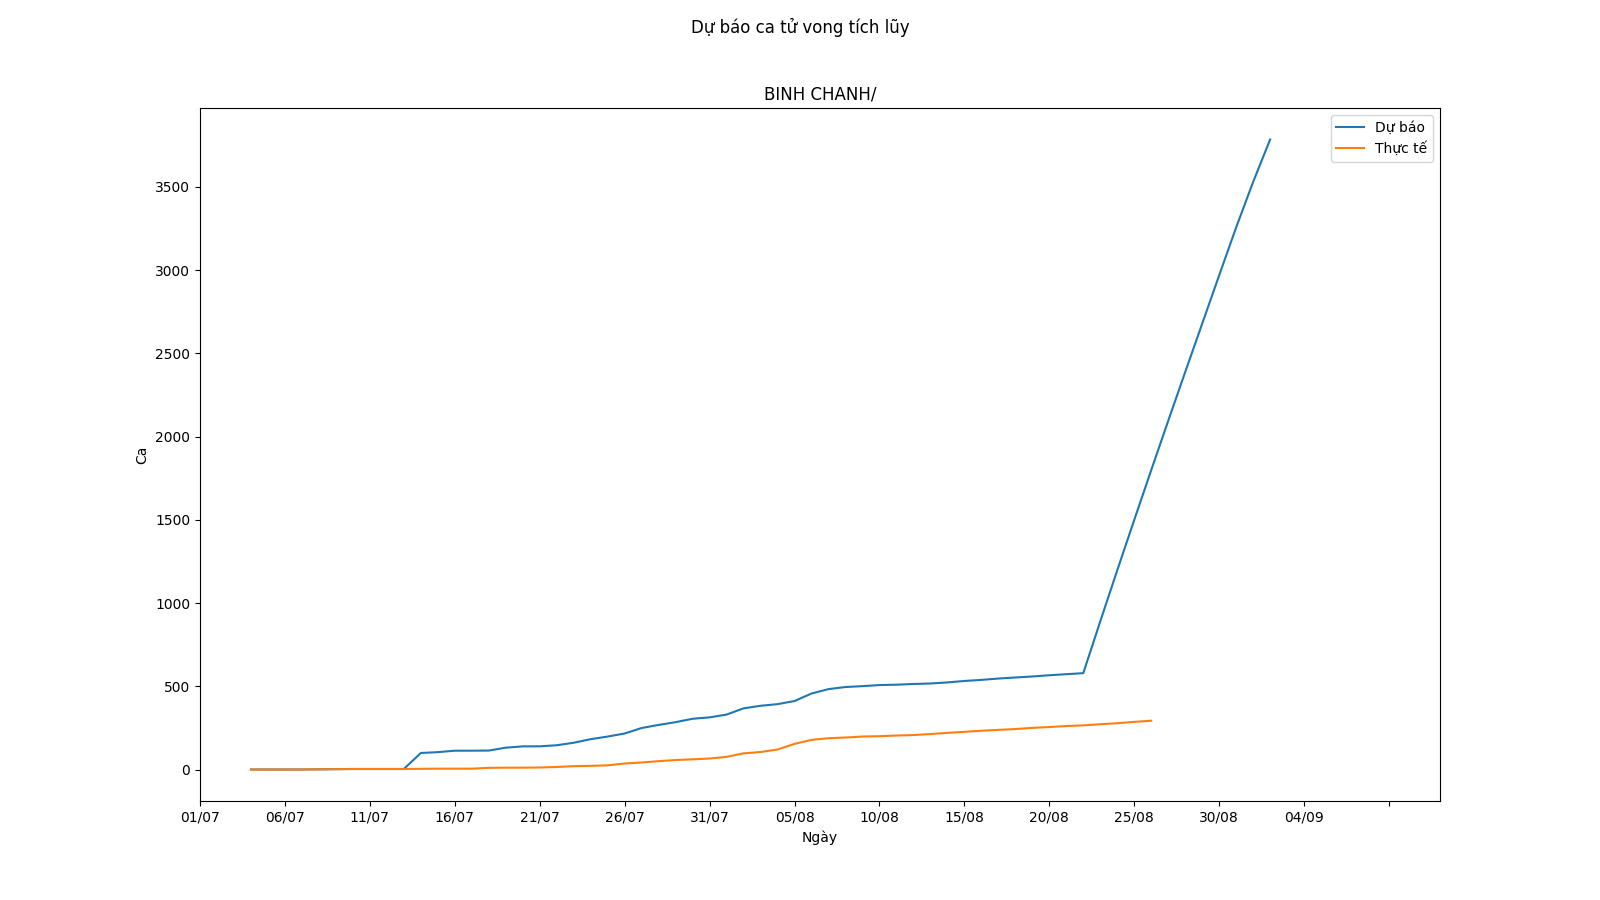 Dự báo ca tử vong tích lũy
BINH CHANH/
Dự báo
Thực tế
3500
3000
2500
2000
1500
1000
500
0
Ca
01/07 06/07 11/07 16/07 21/07 26/07 31/07 05/08 10/08 15/08 20/08 25/08 30/08 04/09
Ngày